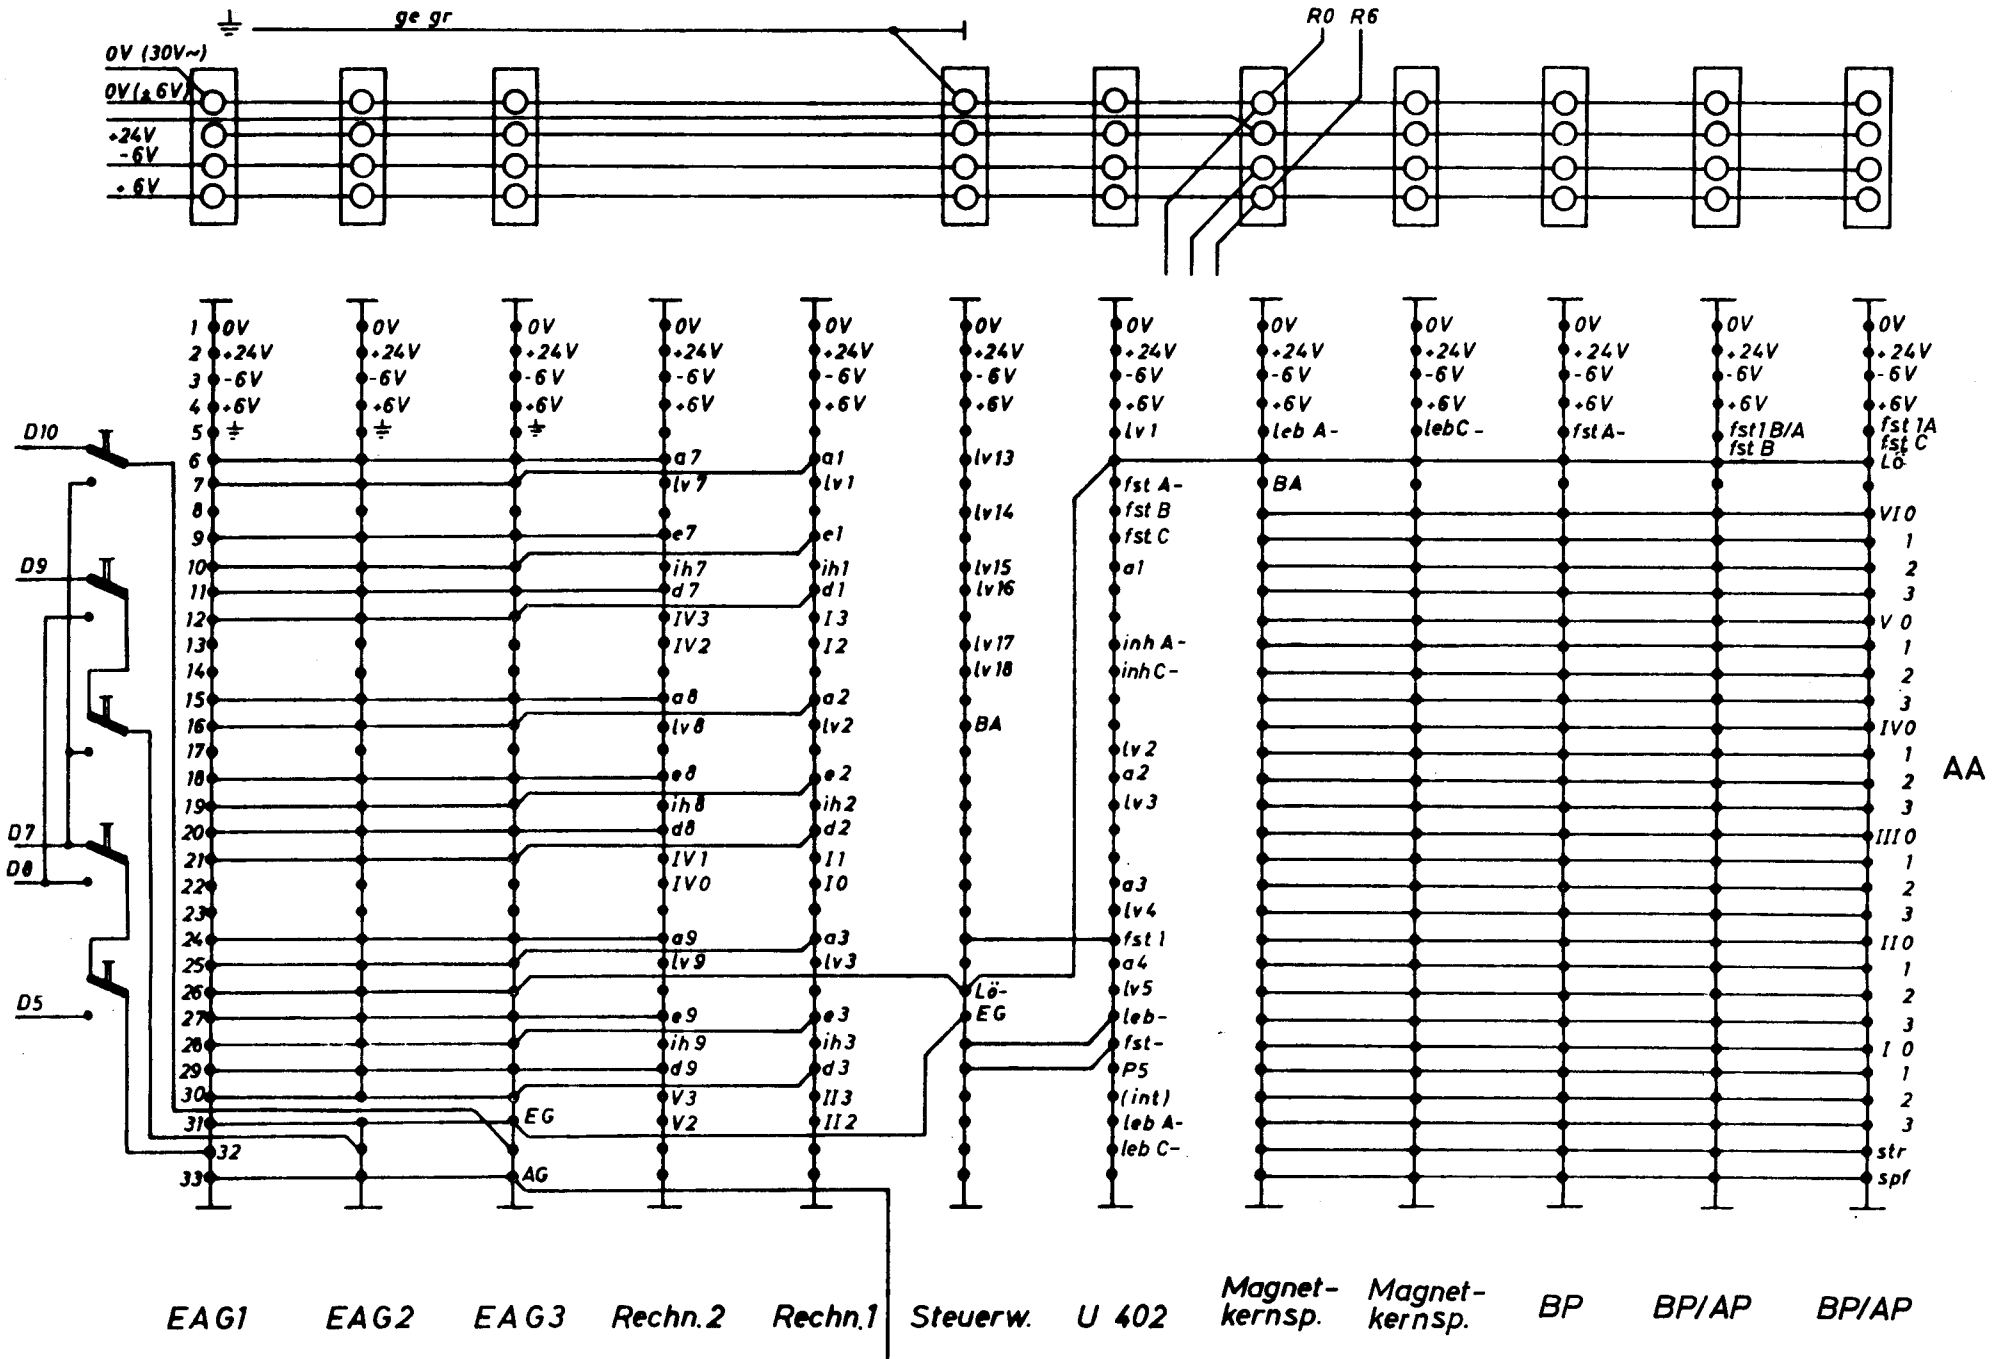 ge gr R0 R6
0V (30V~)
0V (±6V)
+24V
-6V
+6V
1 0V 0V 0V 0V 0V 0V 0V 0V 0V 0V 0V 0V
2 +24V +24V +24V +24V +24V +24V +24V +24V +24V +24V +24V +24V
3 -6V -6V -6V -6V -6V -6V -6V -6V -6V -6V -6V -6V
4 +6V +6V +6V +6V +6V +6V +6V +6V +6V +6V +6V +6V
D10 5 lv1 leb A- leb C- fst A- fst 1 B/A fst 1A
fst B fst C
6 a7 a1 lv13 Lö
7 lv7 lv1 fst A- BA
8 lv14 fst B VI 0
9 e7 e1 fst C 1
D9 10 ih7 ih1 lv15 a1 2
11 d7 d1 lv16 3
12 IV3 I3 V 0
13 IV2 I2 lv17 inh A- 1
14 lv18 inh C- 2
15 a8 a2 3
16 lv8 lv2 BA IV0
17 lv2 1
18 e8 e2 a2 2
AA
19 ih8 ih2 lv3 3
D7 20 d8 d2 III 0
21 IV1 I1 1
D8 22 IV0 I0 a3 2
23 lv4 3
24 a9 a3 fst 1 II 0
25 lv9 lv3 a4 1
26 Lö- lv5 2
D5 27 e9 e3 EG leb- 3
28 ih9 ih3 fst- I 0
29 d9 d3 P5 1
30 V3 II3 (int) 2
31 EG V2 II2 leb A- 3
32 leb C- str
33 AG spf
EAG1 EAG2 EAG3 Rechn.2 Rechn.1 Steuerw. U 402 Magnet- Magnet- BP BP/AP BP/AP
kernsp. kernsp.